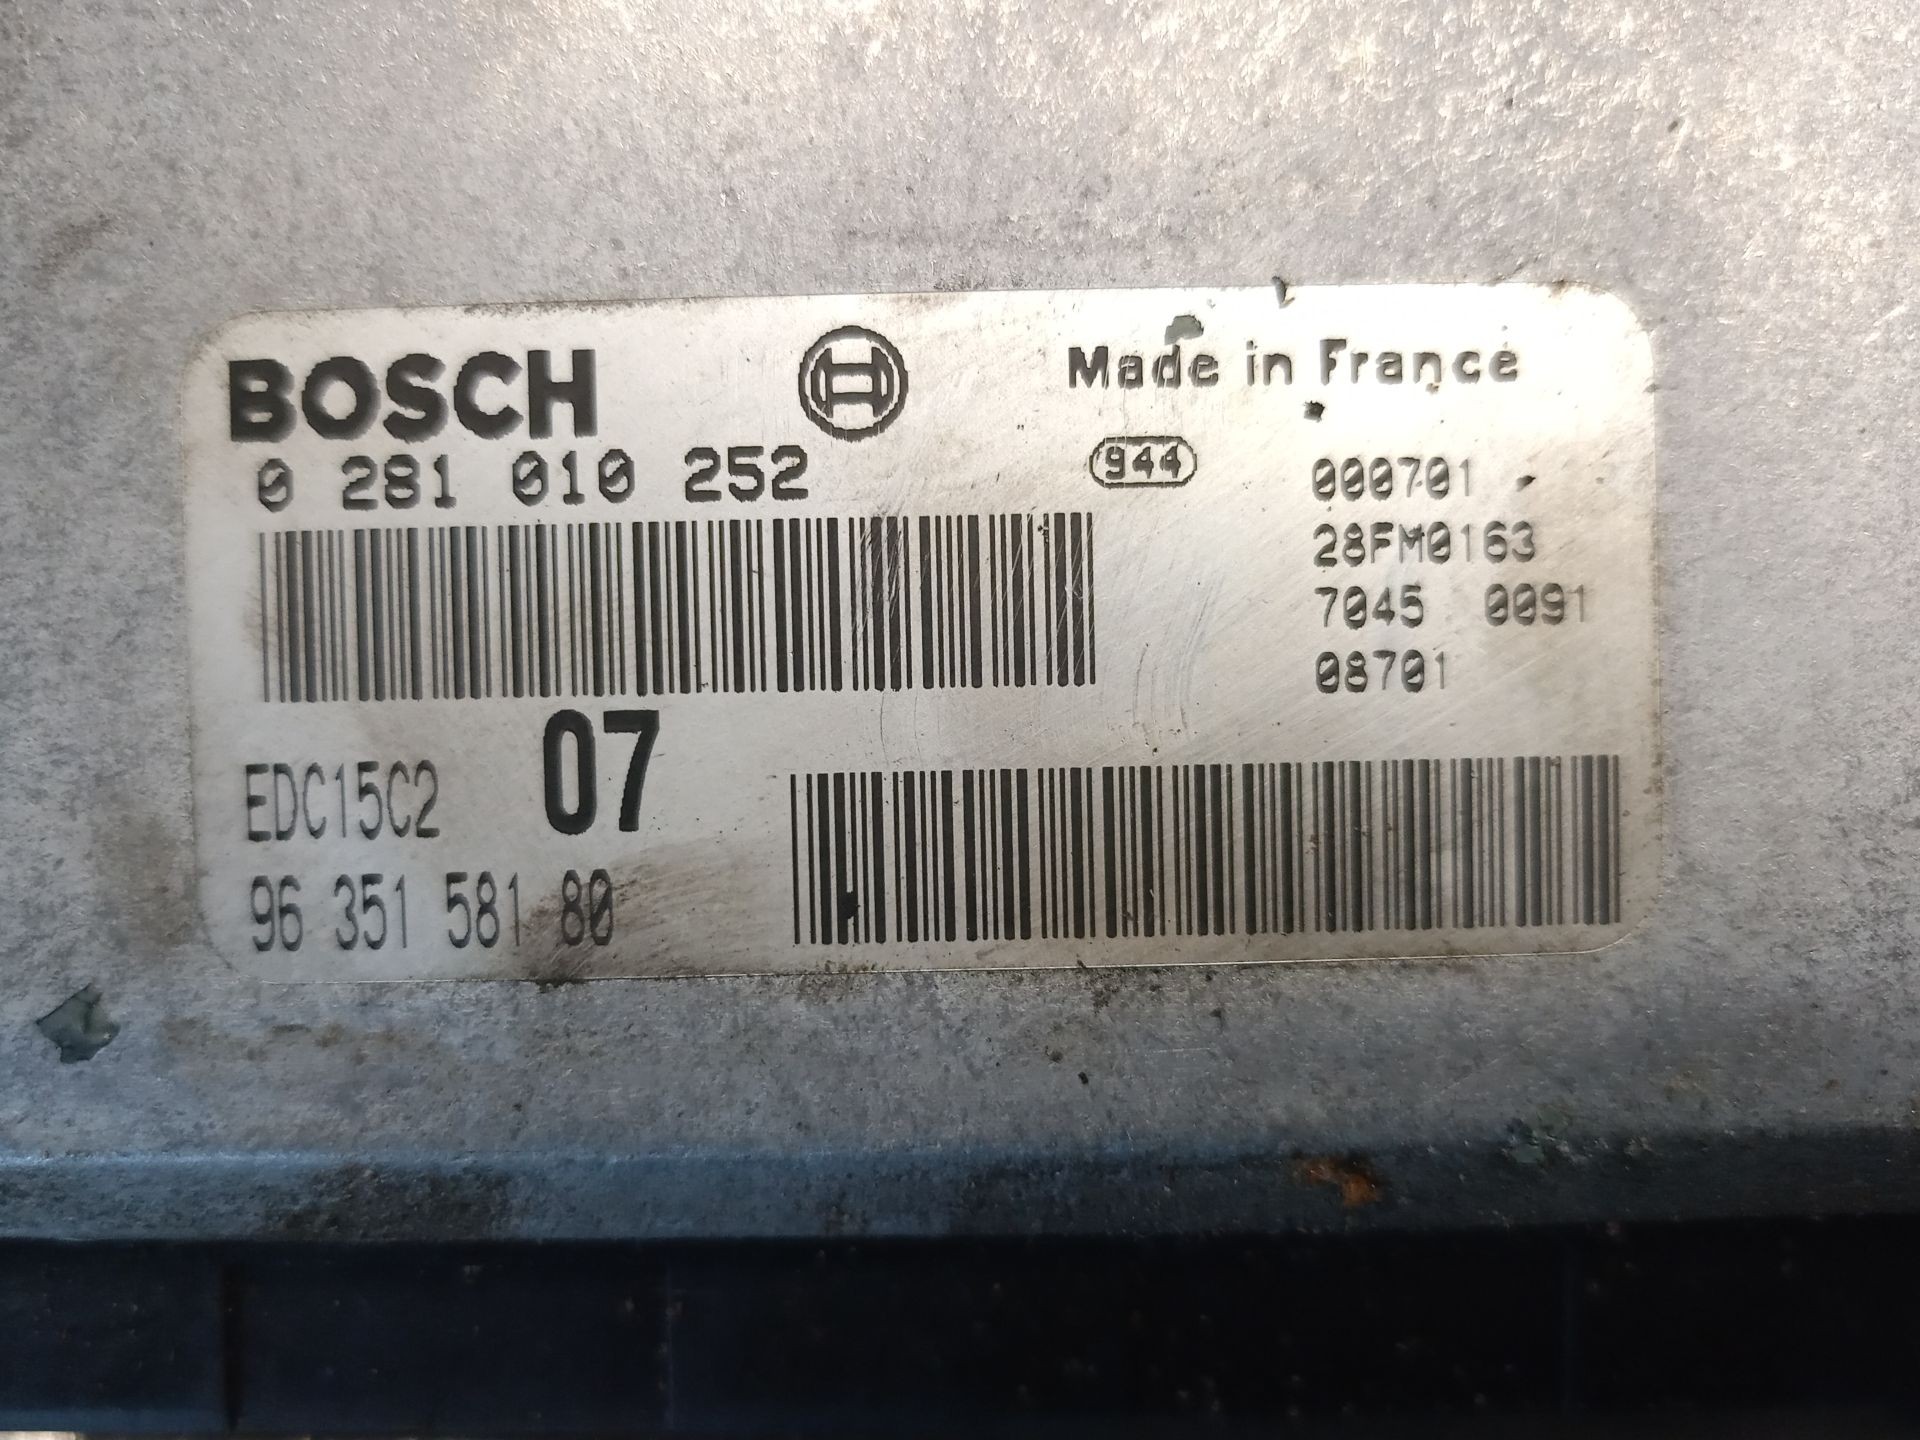 BOSCH
Made in France
0 281 010 252
944
000701
28FM0163
7045 0091
08701
07
EDC15C2
96 351 581 80